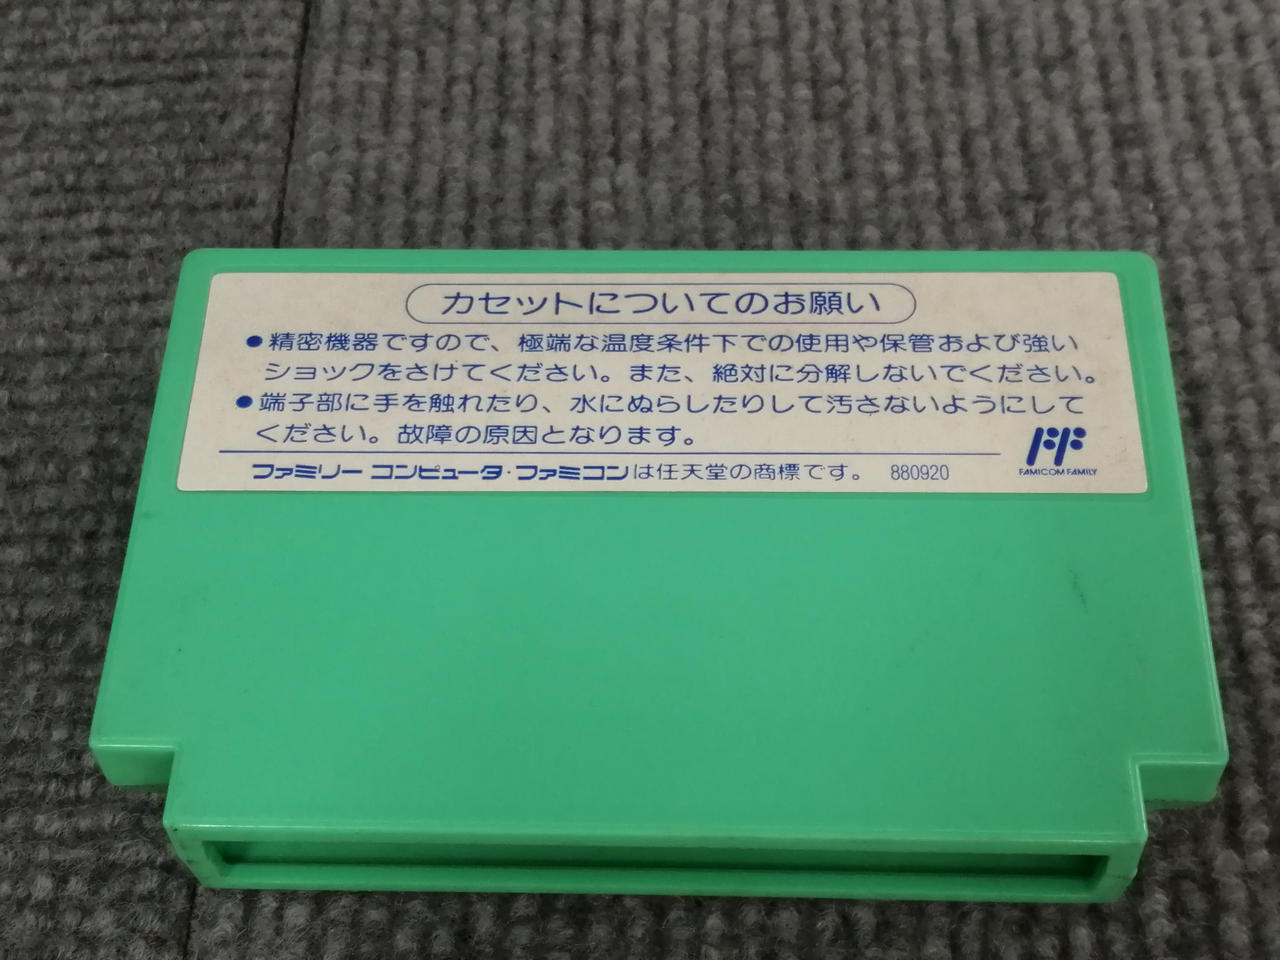 カセットについてのお願い
●精密機器ですので、極端な温度条件下での使用や保管および強い
ショックをさけてください。また、絶対に分解しないでください。
●端子部に手を触れたり、水にぬらしたりして汚さないようにして
ください。故障の原因となります。
ファミリー コンピュータ・ファミコンは任天堂の商標です。 880920
FF
FAMICOM FAMILY